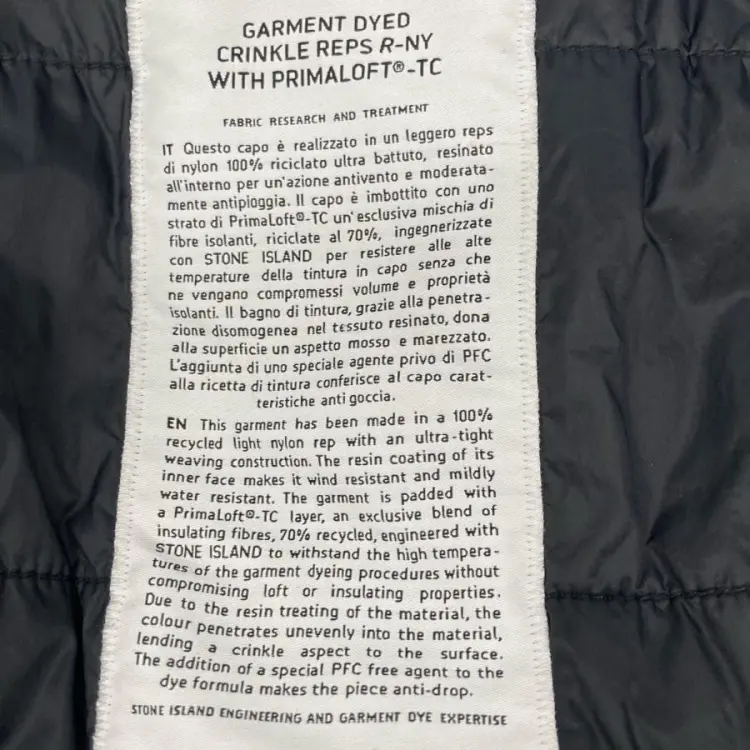 GARMENT DYED
CRINKLE REPS R-NY
WITH PRIMALOFT®-TC
FABRIC RESEARCH AND TREATMENT
IT Questo capo è realizzato in un leggero reps
di nylon 100% riciclato ultra battuto, resinato
all'interno per un'azione antivento e moderata-
mente antipioggia. Il capo è imbottito con uno
strato di PrimaLoft®-TC un'esclusiva mischia di
fibre isolanti, riciclate al 70%, ingegnerizzate
con STONE ISLAND per resistere alle alte
temperature della tintura in capo senza che
ne vengano compromessi volume e proprietà
isolanti. Il bagno di tintura, grazie alla penetra-
zione disomogenea nel tessuto resinato, dona
alla superficie un aspetto mosso e marezzato.
L'aggiunta di uno speciale agente privo di PFC
alla ricetta di tintura conferisce al capo carat-
teristiche anti goccia.
EN This garment has been made in a 100%
recycled light nylon rep with an ultra-tight
weaving construction. The resin coating of its
inner face makes it wind resistant and mildly
water resistant. The garment is padded with
a PrimaLoft®-TC layer, an exclusive blend of
insulating fibres, 70% recycled, engineered with
STONE ISLAND to withstand the high tempera-
tures of the garment dyeing procedures without
compromising loft or insulating properties.
Due to the resin treating of the material, the
colour penetrates unevenly into the material,
lending a crinkle aspect to the surface.
The addition of a special PFC free agent to the
dye formula makes the piece anti-drop.
STONE ISLAND ENGINEERING AND GARMENT DYE EXPERTISE